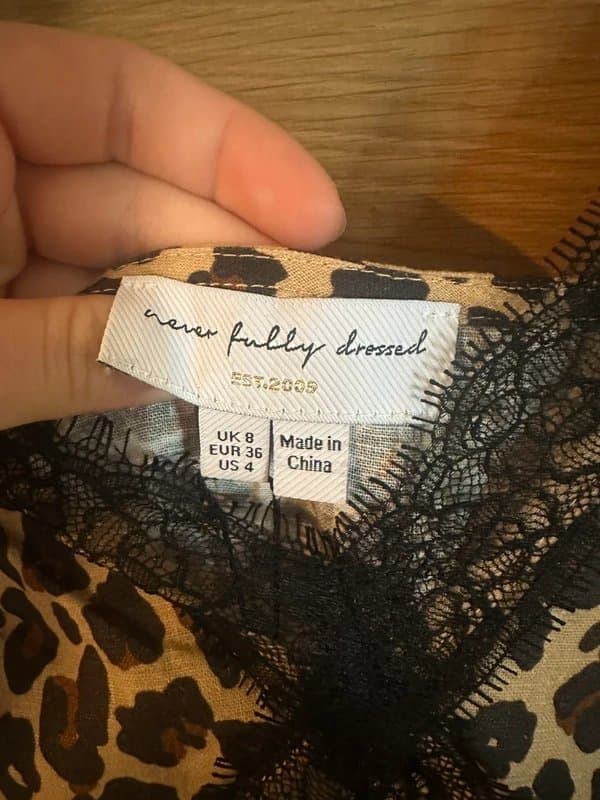 never fully dressed
EST.2009
UK 8
EUR 36
US 4
Made in
China